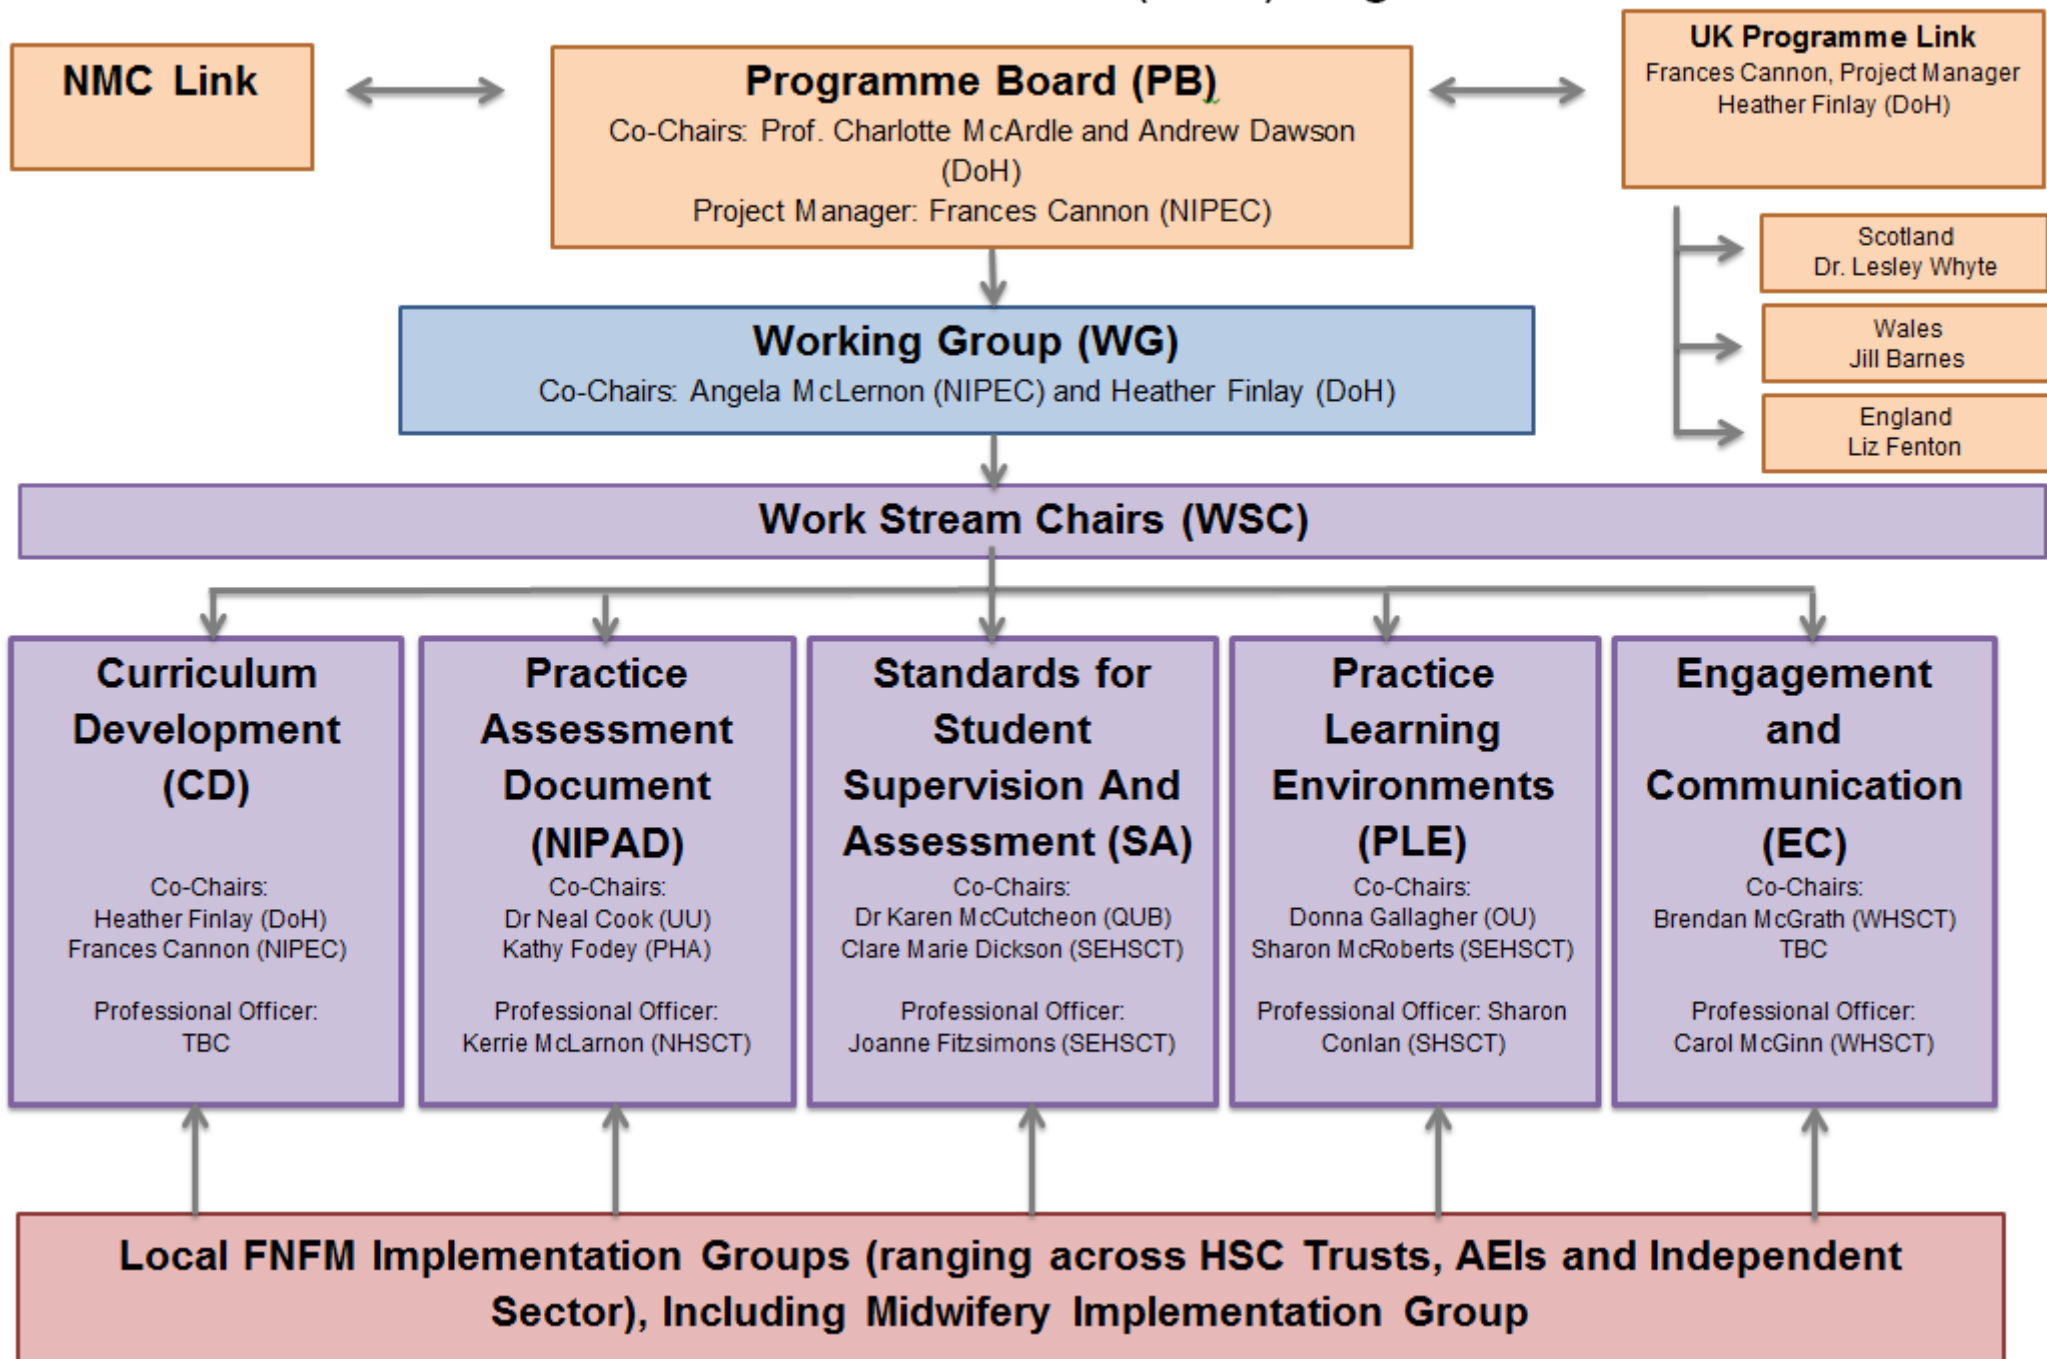 NMC Link
Programme Board (PB)
Co-Chairs: Prof. Charlotte McArdle and Andrew Dawson
(DoH)
Project Manager: Frances Cannon (NIPEC)
UK Programme Link
Frances Cannon, Project Manager
Heather Finlay (DoH)
Scotland
Dr. Lesley Whyte
Wales
Jill Barnes
England
Liz Fenton
Working Group (WG)
Co-Chairs: Angela McLernon (NIPEC) and Heather Finlay (DoH)
Work Stream Chairs (WSC)
Curriculum
Development
(CD)
Co-Chairs:
Heather Finlay (DoH)
Frances Cannon (NIPEC)
Professional Officer:
TBC
Practice
Assessment
Document
(NIPAD)
Co-Chairs:
Dr Neal Cook (UU)
Kathy Fodey (PHA)
Professional Officer:
Kerrie McLarnon (NHSCT)
Standards for
Student
Supervision And
Assessment (SA)
Co-Chairs:
Dr Karen McCutcheon (QUB)
Clare Marie Dickson (SEHSCT)
Professional Officer:
Joanne Fitzsimons (SEHSCT)
Practice
Learning
Environments
(PLE)
Co-Chairs:
Donna Gallagher (OU)
Sharon McRoberts (SEHSCT)
Professional Officer: Sharon
Conlan (SHSCT)
Engagement
and
Communication
(EC)
Co-Chairs:
Brendan McGrath (WHSCT)
TBC
Professional Officer:
Carol McGinn (WHSCT)
Local FNFM Implementation Groups (ranging across HSC Trusts, AEIs and Independent
Sector), Including Midwifery Implementation Group